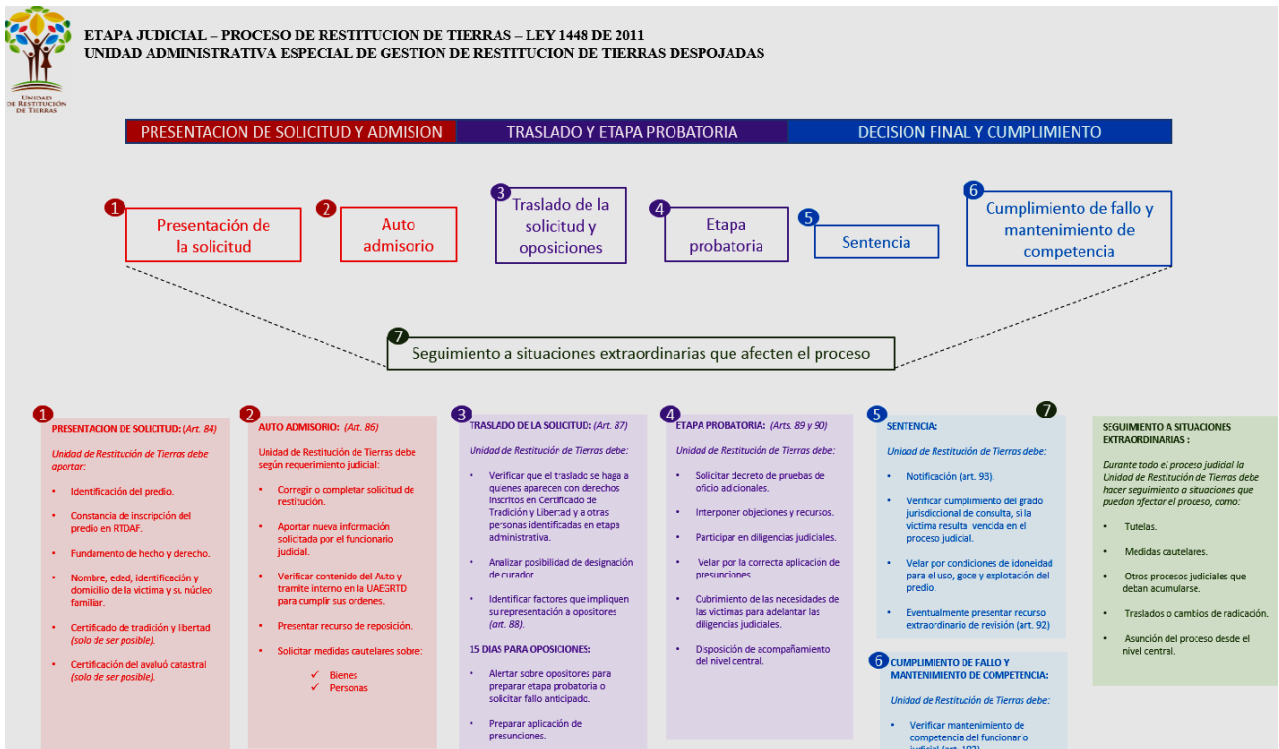 ETAPA JUDICIAL – PROCESO DE RESTITUCION DE TIERRAS – LEY 1448 DE 2011
UNIDAD ADMINISTRATIVA ESPECIAL DE GESTION DE RESTITUCION DE TIERRAS DESPOJADAS
UNIDAD
DE RESTITUCIÓN
DE TIERRAS
PRESENTACION DE SOLICITUD Y ADMISION
TRASLADO Y ETAPA PROBATORIA
DECISION FINAL Y CUMPLIMIENTO
1
Presentación de
la solicitud
2
Auto
admisorio
3
Traslado de la
solicitud y
oposiciones
4
Etapa
probatoria
5
Sentencia
6
Cumplimiento de fallo y
mantenimiento de
competencia
7
Seguimiento a situaciones extraordinarias que afecten el proceso
1
PRESENTACION DE SOLICITUD: (Art. 84)
Unidad de Restitución de Tierras debe
aportar:
• Identificación del predio.
• Constancia de inscripción del
predio en RTDAF.
• Fundamento de hecho y derecho.
• Nombre, edad, identificación y
domicilio de la victima y su núcleo
familiar.
• Certificado de tradición y libertad
(solo de ser posible).
• Certificación del avaluó catastral
(solo de ser posible).
2
AUTO ADMISORIO: (Art. 86)
Unidad de Restitución de Tierras debe
según requerimiento judicial:
• Corregir o completar solicitud de
restitución.
• Aportar nueva información
solicitada por el funcionario
judicial.
• Verificar contenido del Auto y
tramite interno en la UAEGRTD
para cumplir sus ordenes.
• Presentar recurso de reposición.
• Solicitar medidas cautelares sobre:
✓ Bienes
✓ Personas
3
TRASLADO DE LA SOLICITUD: (Art. 87)
Unidad de Restitución de Tierras debe:
• Verificar que el traslado se haga a
quienes aparecen con derechos
inscritos en Certificado de
Tradición y Libertad y a otras
personas identificadas en etapa
administrativa.
• Analizar posibilidad de designación
de curador
• Identificar factores que impliquen
su representación a opositores
(art. 88).
15 DIAS PARA OPOSICIONES:
• Alertar sobre opositores para
preparar etapa probatoria o
solicitar fallo anticipado.
• Preparar aplicación de
presunciones.
4
ETAPA PROBATORIA: (Arts. 89 y 90)
Unidad de Restitución de Tierras debe:
• Solicitar decreto de pruebas de
oficio adicionales.
• Interponer objeciones y recursos.
• Participar en diligencias judiciales.
• Velar por la correcta aplicación de
presunciones.
• Cubrimiento de las necesidades de
las victimas para adelantar las
diligencias judiciales.
• Disposición de acompañamiento
del nivel central.
5
SENTENCIA:
Unidad de Restitución de Tierras debe:
• Notificación (art. 93).
• Verificar cumplimiento del grado
jurisdiccional de consulta, si la
victima resulta vencida en el
proceso judicial.
• Velar por condiciones de idoneidad
para el uso, goce y explotación del
predio
• Eventualmente presentar recurso
extraordinario de revisión (art. 92)
6
CUMPLIMIENTO DE FALLO Y
MANTENIMIENTO DE COMPETENCIA:
Unidad de Restitución de Tierras debe:
• Verificar mantenimiento de
competencia del funcionario
judicial (art. 102)
7
SEGUIMIENTO A SITUACIONES
EXTRAORDINARIAS :
Durante todo el proceso judicial la
Unidad de Restitución de Tierras debe
hacer seguimiento a situaciones que
puedan afectar el proceso, como:
• Tutelas.
• Medidas cautelares.
• Otros procesos judiciales que
deban acumularse.
• Traslados o cambios de radicación.
• Asunción del proceso desde el
nivel central.